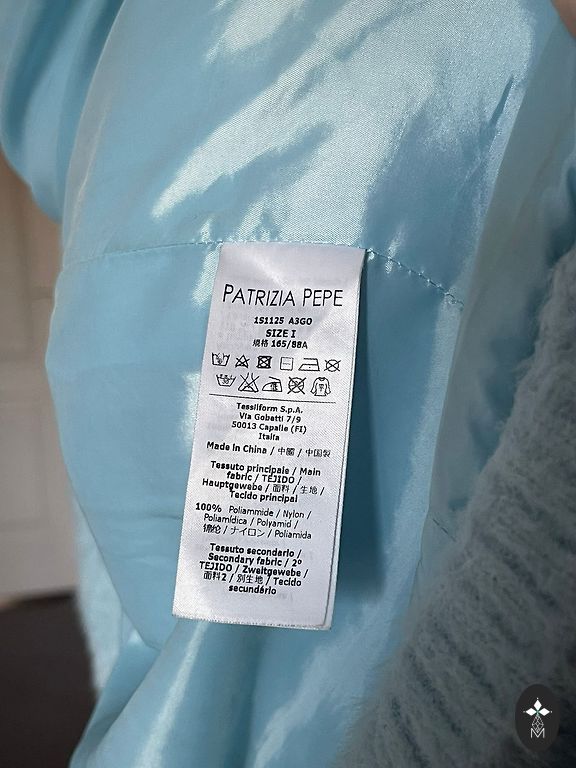 PATRIZIA PEPE
1S1125 A3GO
SIZE I
規格 165/88A
Tessilform S.p.A.
Via Gobatti 7/9
50013 Capalle (FI)
Italia
Made in China / 中國 / 中国製
Tessuto principale / Main
fabric / TEJIDO /
Hauptgewebe / 面料 / 生地 /
Tecido principal
100% Poliammide / Nylon /
Poliamídica / Polyamid /
锦纶 / ナイロン / Poliamida
Tessuto secondario /
Secondary fabric / 2º
TEJIDO / Zweitgewebe /
面料2 / 別生地 / Tecido
secundário